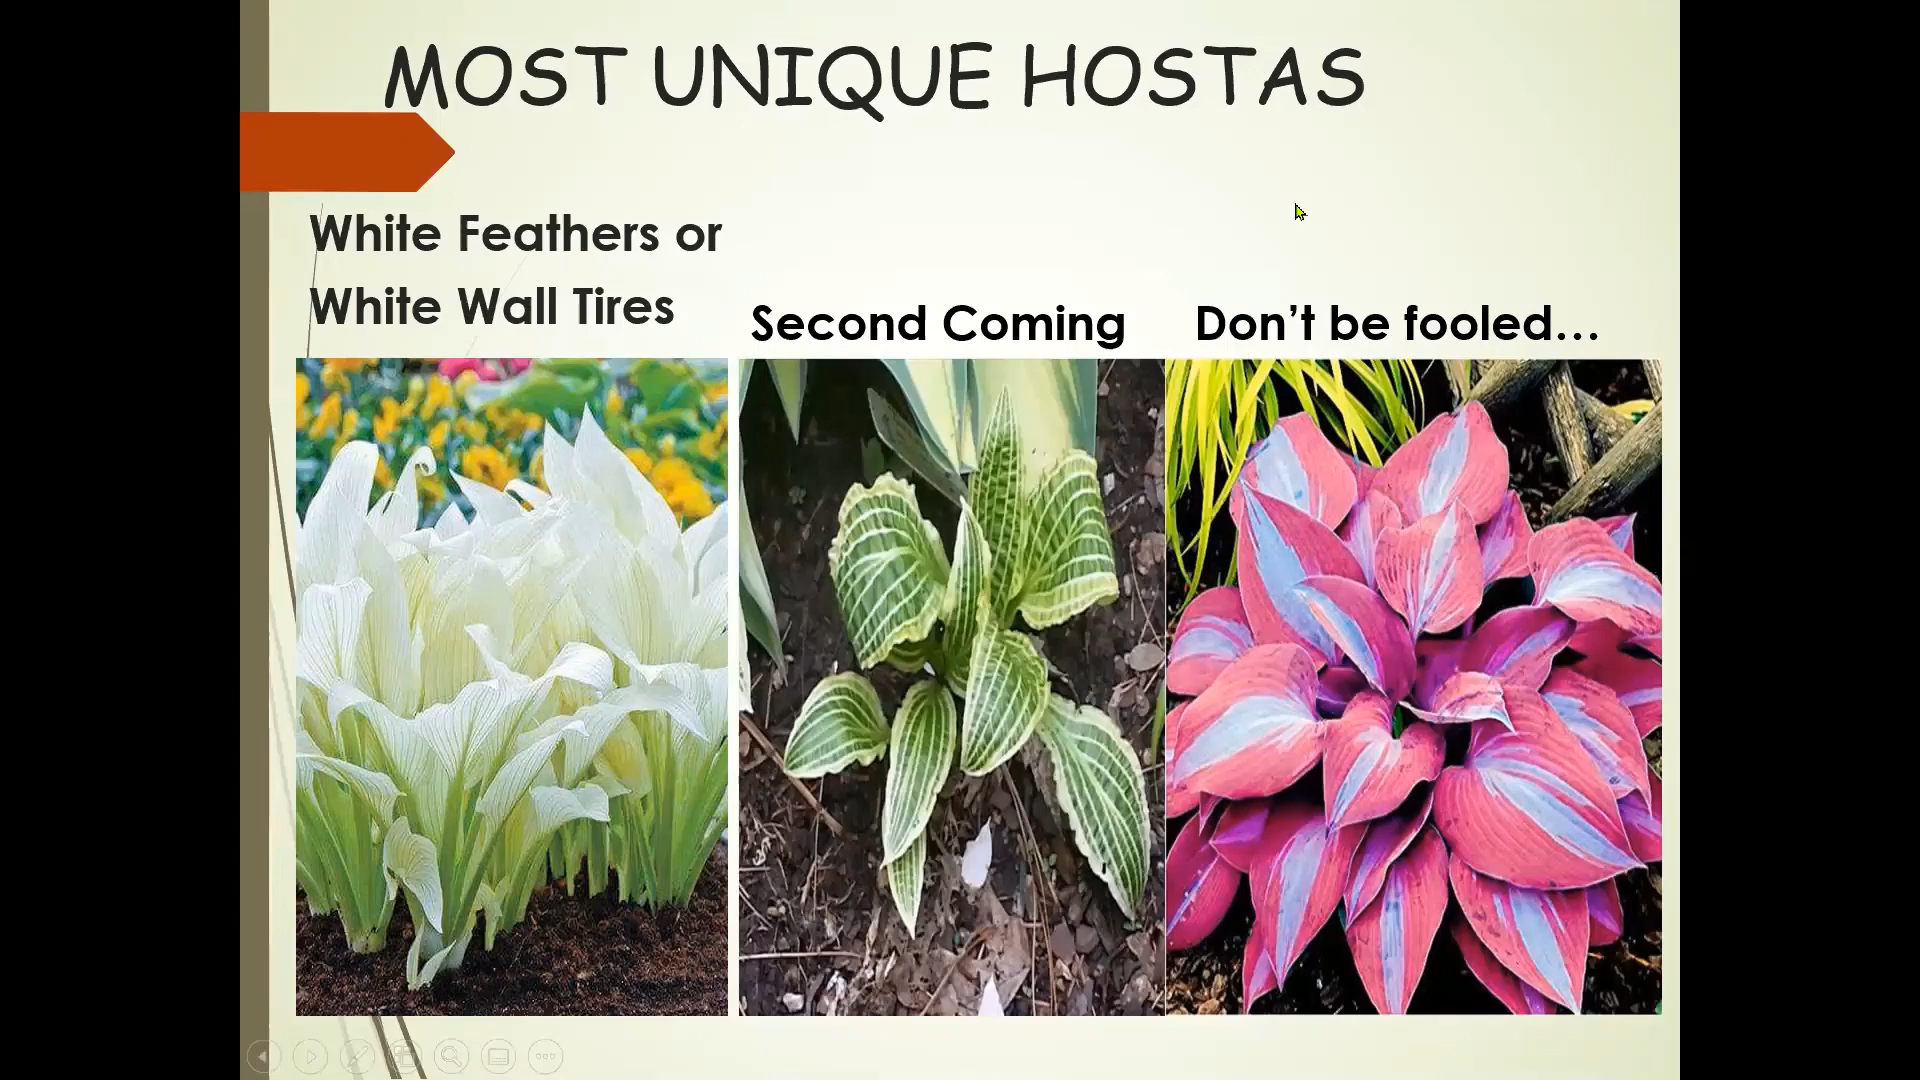 MOST UNIQUE HOSTAS
White Feathers or
White Wall Tires
Second Coming
Don’t be fooled…